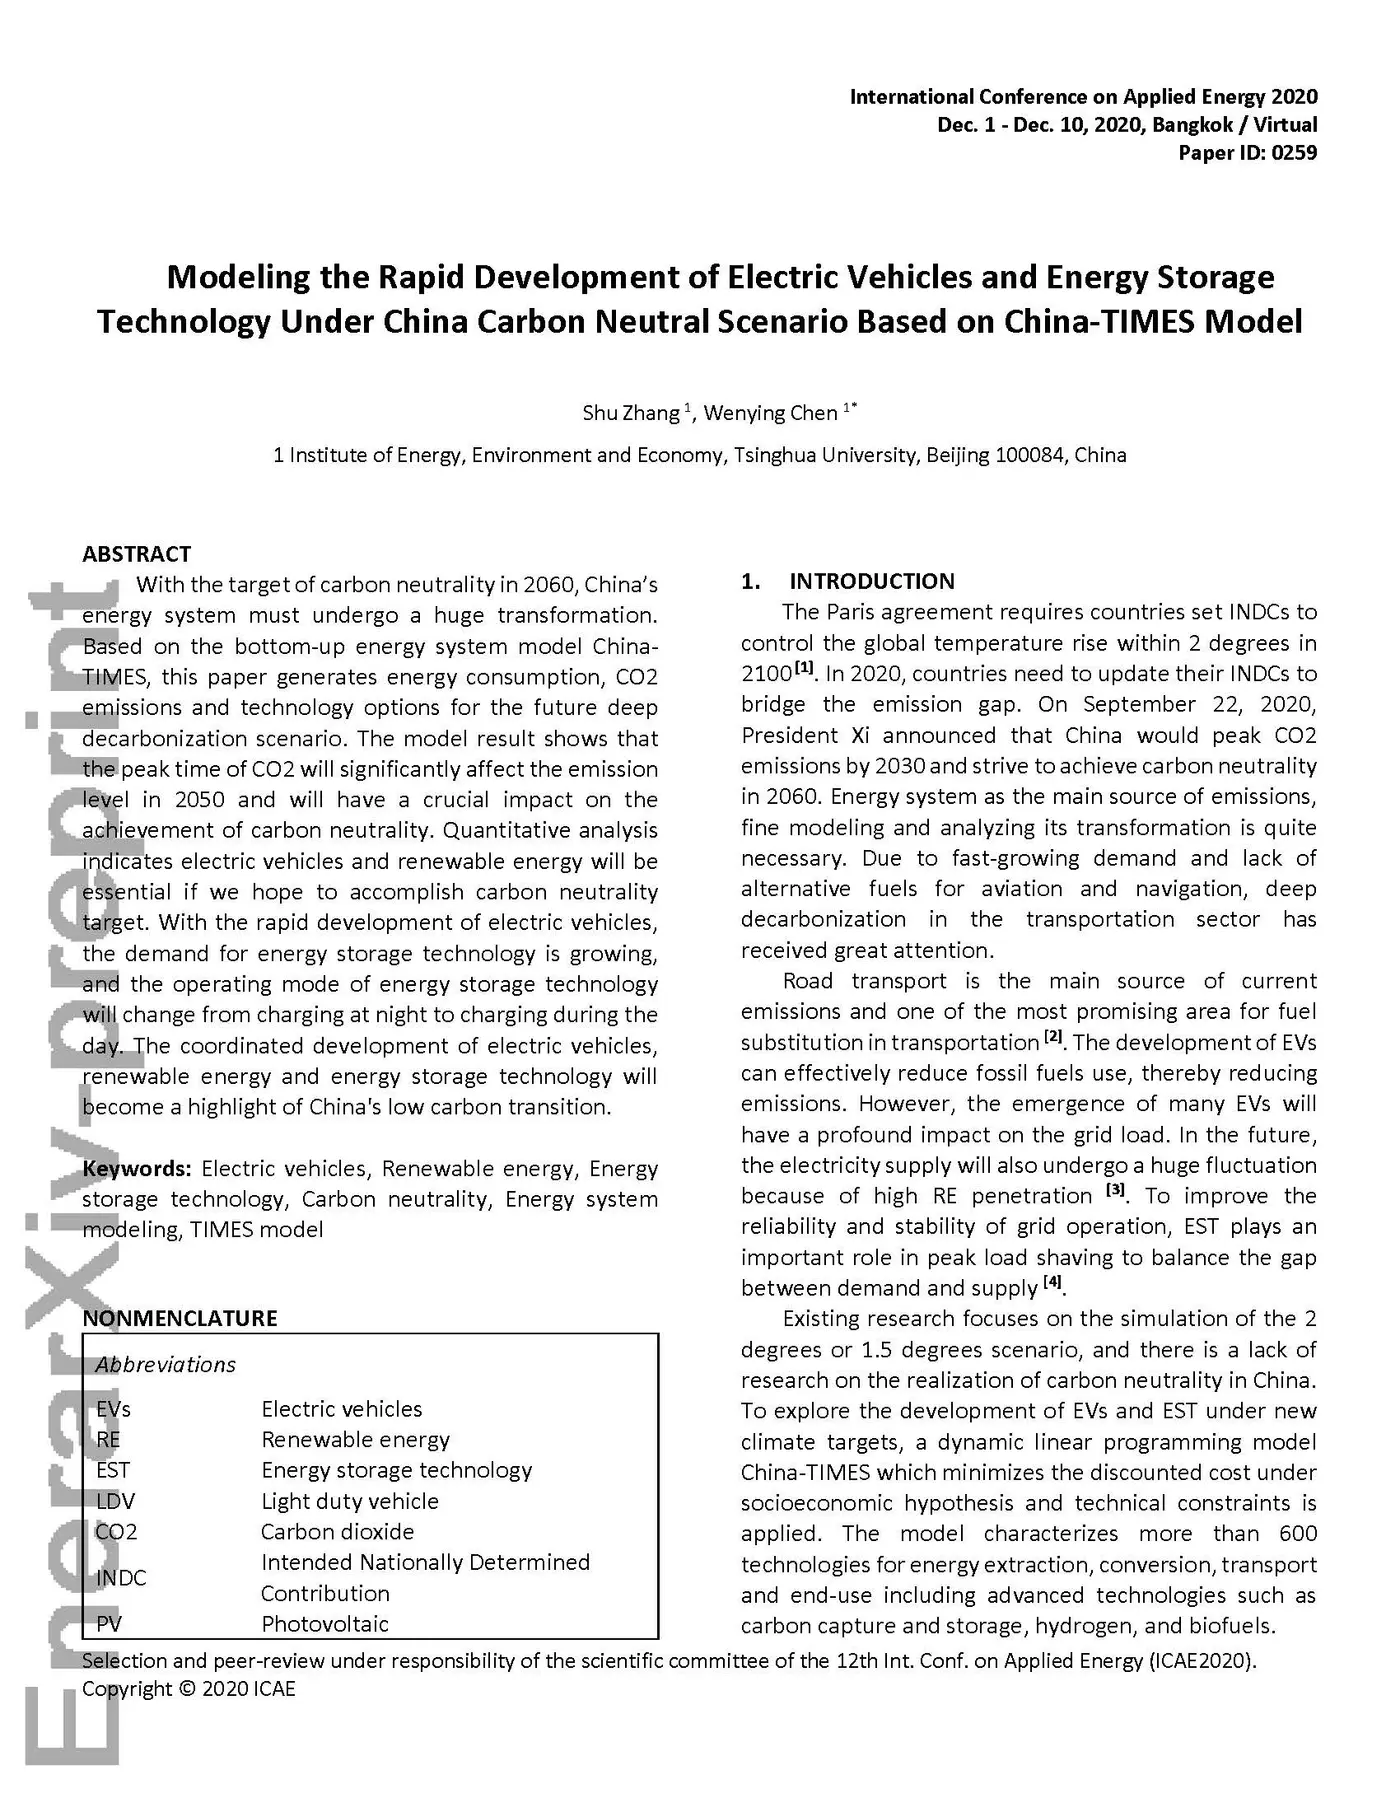 International Conference on Applied Energy 2020
Dec. 1 - Dec. 10, 2020, Bangkok / Virtual
Paper ID: 0259
Modeling the Rapid Development of Electric Vehicles and Energy Storage
Technology Under China Carbon Neutral Scenario Based on China-TIMES Model
Shu Zhang 1, Wenying Chen 1*
1 Institute of Energy, Environment and Economy, Tsinghua University, Beijing 100084, China
ABSTRACT
With the target of carbon neutrality in 2060, China’s
energy system must undergo a huge transformation.
Based on the bottom-up energy system model China-
TIMES, this paper generates energy consumption, CO2
emissions and technology options for the future deep
decarbonization scenario. The model result shows that
the peak time of CO2 will significantly affect the emission
level in 2050 and will have a crucial impact on the
achievement of carbon neutrality. Quantitative analysis
indicates electric vehicles and renewable energy will be
essential if we hope to accomplish carbon neutrality
target. With the rapid development of electric vehicles,
the demand for energy storage technology is growing,
and the operating mode of energy storage technology
will change from charging at night to charging during the
day. The coordinated development of electric vehicles,
renewable energy and energy storage technology will
become a highlight of China's low carbon transition.
Keywords: Electric vehicles, Renewable energy, Energy
storage technology, Carbon neutrality, Energy system
modeling, TIMES model
NONMENCLATURE
Abbreviations
EVs Electric vehicles
RE Renewable energy
EST Energy storage technology
LDV Light duty vehicle
CO2 Carbon dioxide
INDC Intended Nationally Determined
Contribution
PV Photovoltaic
1. INTRODUCTION
The Paris agreement requires countries set INDCs to
control the global temperature rise within 2 degrees in
2100[1]. In 2020, countries need to update their INDCs to
bridge the emission gap. On September 22, 2020,
President Xi announced that China would peak CO2
emissions by 2030 and strive to achieve carbon neutrality
in 2060. Energy system as the main source of emissions,
fine modeling and analyzing its transformation is quite
necessary. Due to fast-growing demand and lack of
alternative fuels for aviation and navigation, deep
decarbonization in the transportation sector has
received great attention.
Road transport is the main source of current
emissions and one of the most promising area for fuel
substitution in transportation [2]. The development of EVs
can effectively reduce fossil fuels use, thereby reducing
emissions. However, the emergence of many EVs will
have a profound impact on the grid load. In the future,
the electricity supply will also undergo a huge fluctuation
because of high RE penetration [3]. To improve the
reliability and stability of grid operation, EST plays an
important role in peak load shaving to balance the gap
between demand and supply [4].
Existing research focuses on the simulation of the 2
degrees or 1.5 degrees scenario, and there is a lack of
research on the realization of carbon neutrality in China.
To explore the development of EVs and EST under new
climate targets, a dynamic linear programming model
China-TIMES which minimizes the discounted cost under
socioeconomic hypothesis and technical constraints is
applied. The model characterizes more than 600
technologies for energy extraction, conversion, transport
and end-use including advanced technologies such as
carbon capture and storage, hydrogen, and biofuels.
Selection and peer-review under responsibility of the scientific committee of the 12th Int. Conf. on Applied Energy (ICAE2020).
Copyright © 2020 ICAE
EnerarXiv-preprint